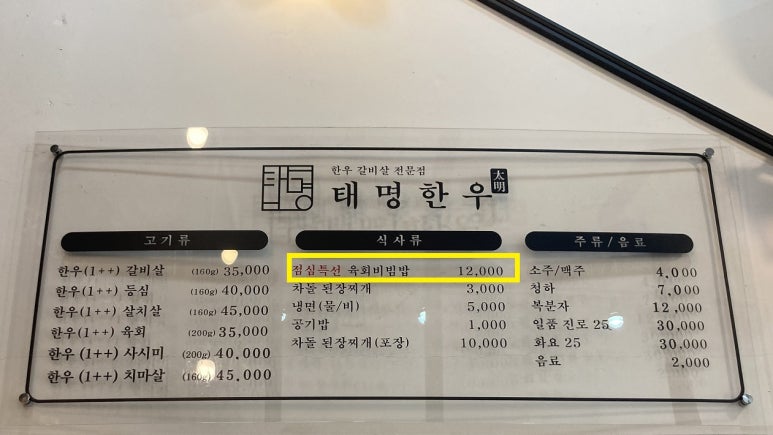 한우 갈비살 전문점
태명한우 太明
고기류
한우(1++) 갈비살 (160g) 35,000
한우(1++) 등심 (160g) 40,000
한우(1++) 살치살 (160g) 45,000
한우(1++) 육회 (200g) 35,000
한우(1++) 사시미 (200g) 40,000
한우(1++) 치마살 (160g) 45,000
식사류
점심특선 육회비빔밥 12,000
차돌 된장찌개 3,000
냉면(물/비) 5,000
공기밥 1,000
차돌 된장찌개(포장) 10,000
주류/음료
소주/맥주 4,000
청하 7,000
복분자 12,000
일품 진로 25 30,000
화요 25 30,000
음료 2,000